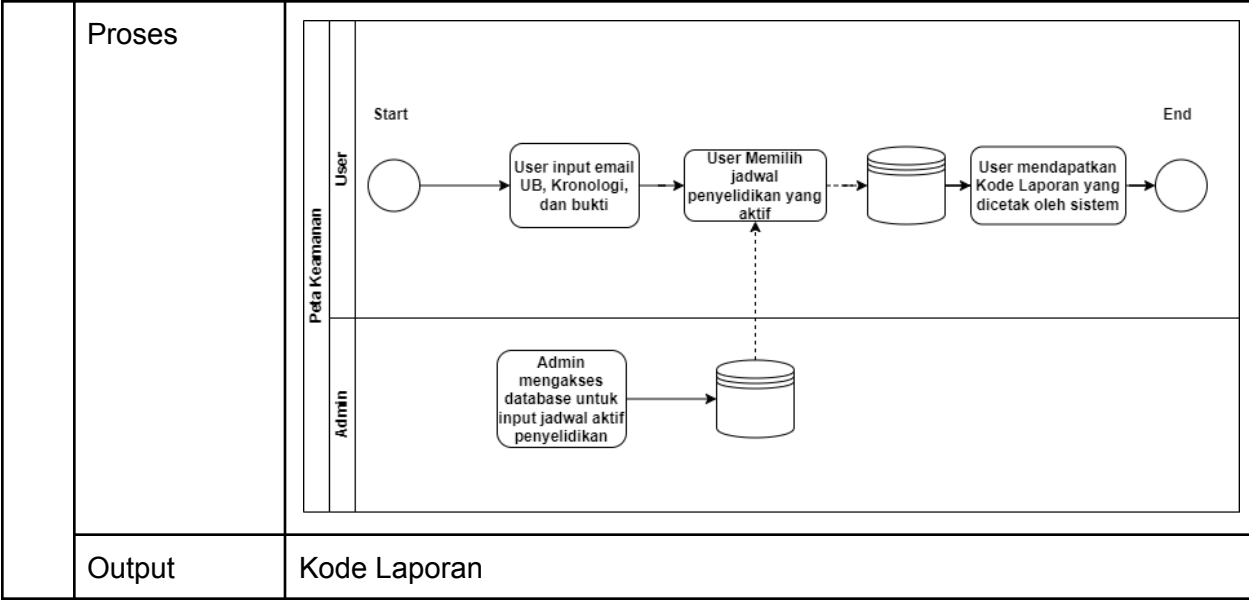 Proses
Peta Keamanan
User
Start
User input email
UB, Kronologi,
dan bukti
User Memilih
jadwal
penyelidikan yang
aktif
User mendapatkan
Kode Laporan yang
dicetak oleh sistem
End
Admin
Admin
mengakses
database untuk
input jadwal aktif
penyelidikan
Output
Kode Laporan